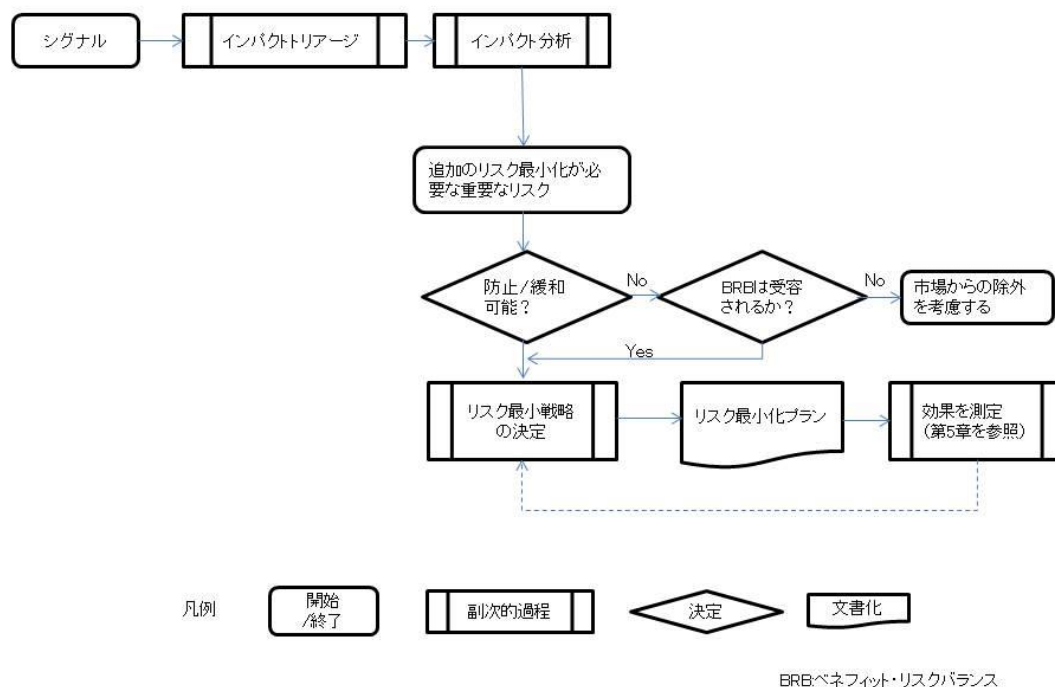 シグナル
インパクトトリアージ
インパクト分析
追加のリスク最小化が必
要な重要なリスク
防止/緩和
可能?
No
BRBは受容
されるか?
No
市場からの除外
を考慮する
Yes
リスク最小戦略
の決定
リスク最小化プラン
効果を測定
(第5章を参照)
凡例
開始
/終了
副次的過程
決定
文書化
BRB:ベネフィット・リスクバランス